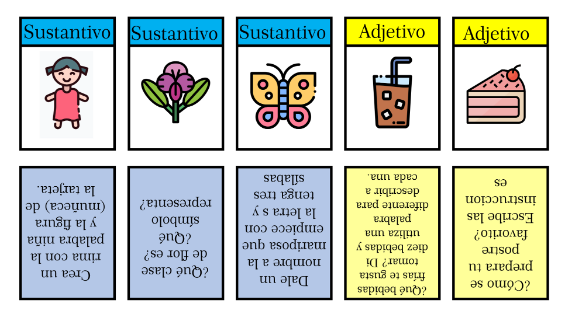 Sustantivo
Sustantivo
Sustantivo
Adjetivo
Adjetivo
Crea un
rima con la
palabra niña
y la figura
(muñeca) de
la tarjeta.
¿Qué clase
de flor es?
¿Qué
símbolo
representa?
Dale un
nombre a la
mariposa que
empiece con
la letra s y
tenga tres
sílabas
¿Qué bebidas
frías te gusta
tomar? Di
diez bebidas y
utiliza una
palabra
diferente para
describir a
cada una.
¿Cómo se
prepara tu
postre
favorito?
Escribe las
instruccion
es